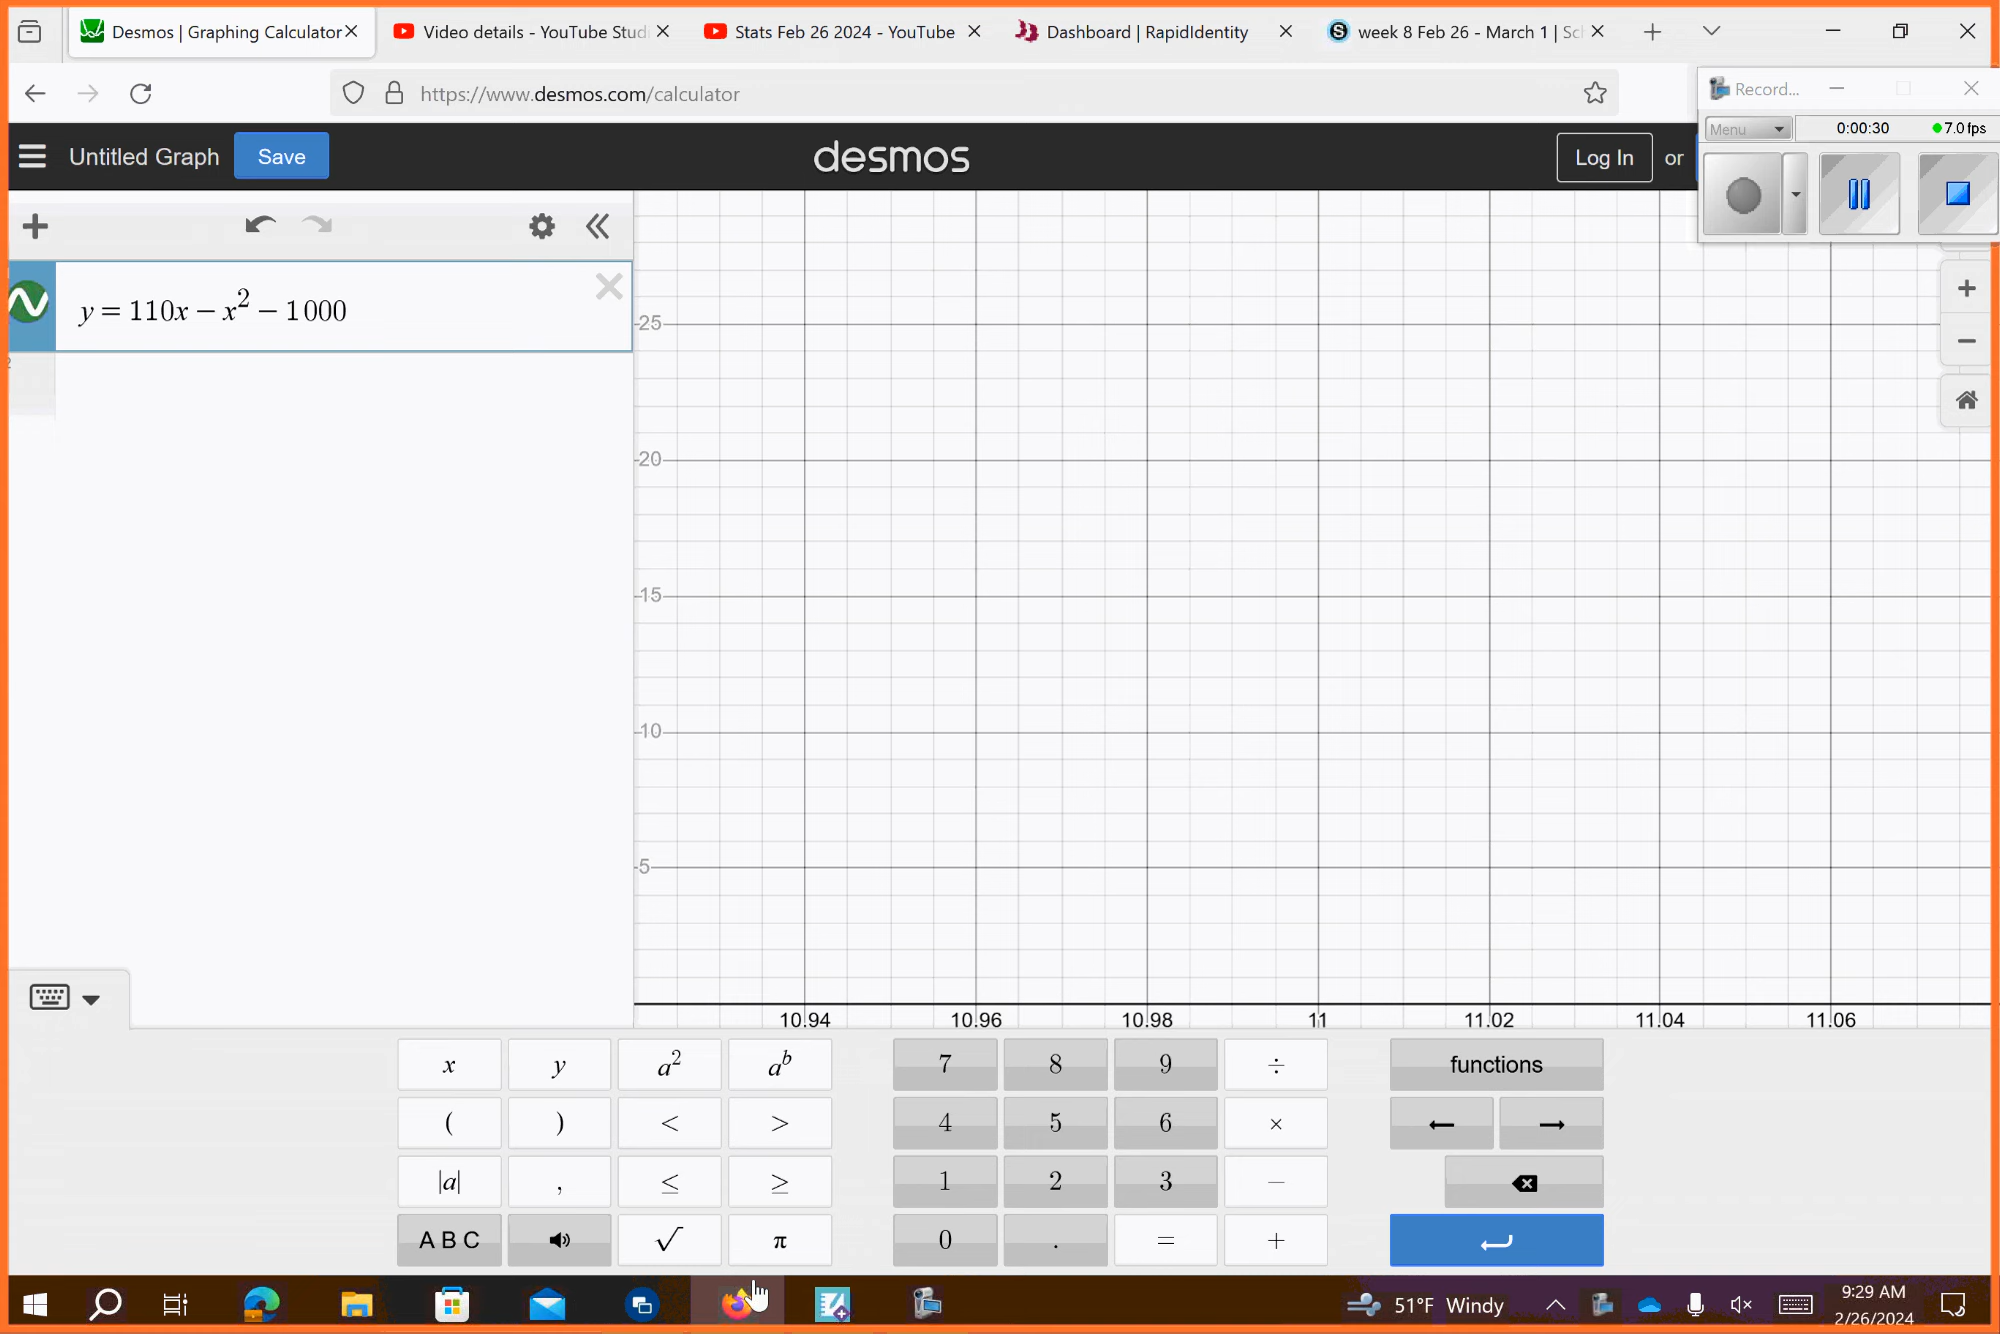 Desmos | Graphing Calculator
Video details - YouTube Stud
Stats Feb 26 2024 - YouTube
Dashboard | RapidIdentity
week 8 Feb 26 - March 1 | Sc
https://www.desmos.com/calculator
Record...
Menu
0:00:30
7.0 fps
Untitled Graph
Save
desmos
Log In
or
y = 110x − x² − 1000
2
25
20
15
10
5
10.94 10.96 10.98 11 11.02 11.04 11.06
x y a² aᵇ 7 8 9 ÷ functions
( ) < > 4 5 6 × ← →
|a| , ≤ ≥ 1 2 3 −
A B C √ π 0 . = +
51°F Windy
9:29 AM
2/26/2024